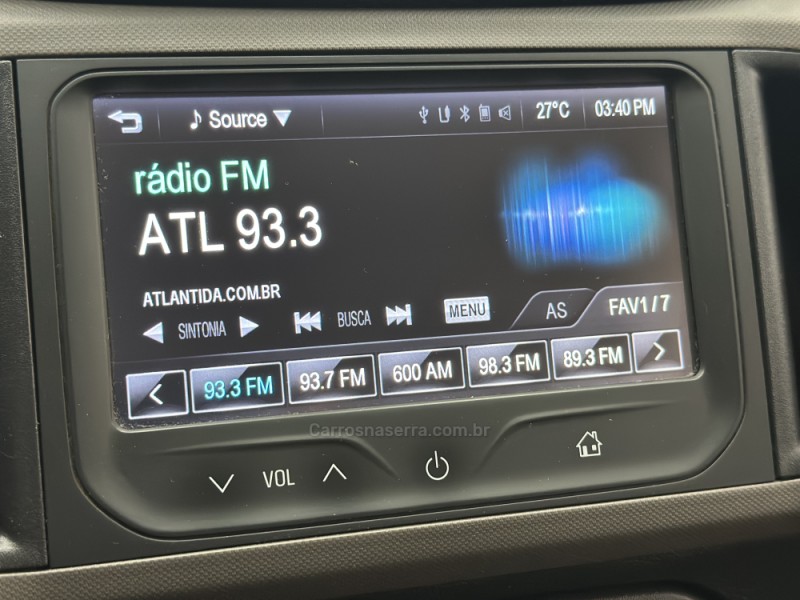 Source 27°C 03:40 PM
rádio FM
ATL 93.3
ATLANTIDA.COM.BR
SINTONIA BUSCA MENU AS FAV1 / 7
93.3 FM 93.7 FM 600 AM 98.3 FM 89.3 FM
Carrosnaserra.com.br
VOL